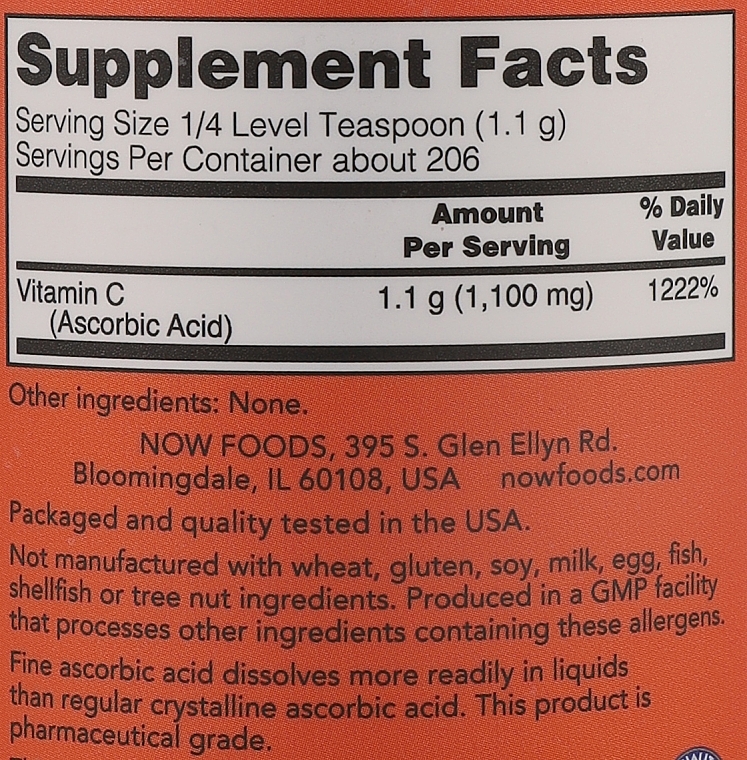 Supplement Facts
Serving Size 1/4 Level Teaspoon (1.1 g)
Servings Per Container about 206
Amount Per Serving
% Daily Value
Vitamin C 1.1 g (1,100 mg) 1222%
(Ascorbic Acid)
Other ingredients: None.
NOW FOODS, 395 S. Glen Ellyn Rd.
Bloomingdale, IL 60108, USA nowfoods.com
Packaged and quality tested in the USA.
Not manufactured with wheat, gluten, soy, milk, egg, fish,
shellfish or tree nut ingredients. Produced in a GMP facility
that processes other ingredients containing these allergens.
Fine ascorbic acid dissolves more readily in liquids
than regular crystalline ascorbic acid. This product is
pharmaceutical grade.